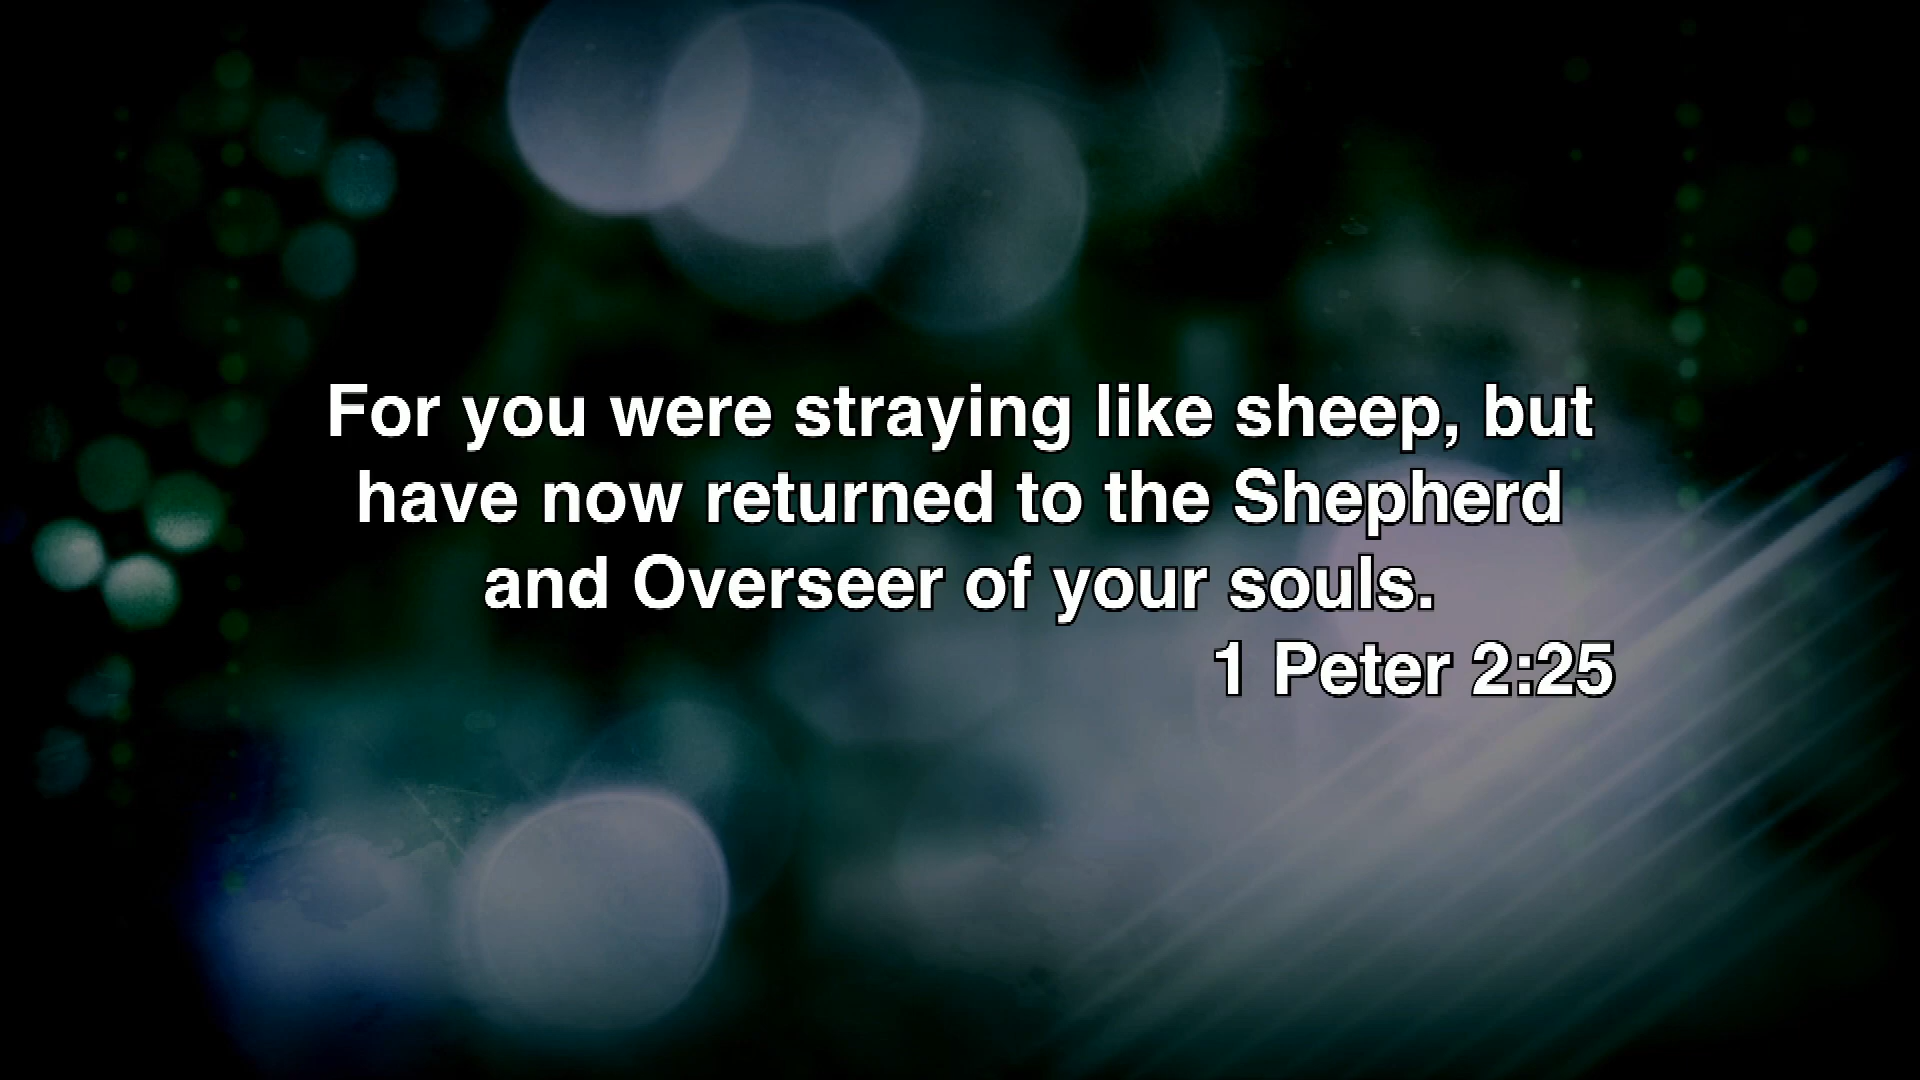 For you were straying like sheep, but
have now returned to the Shepherd
and Overseer of your souls.
1 Peter 2:25